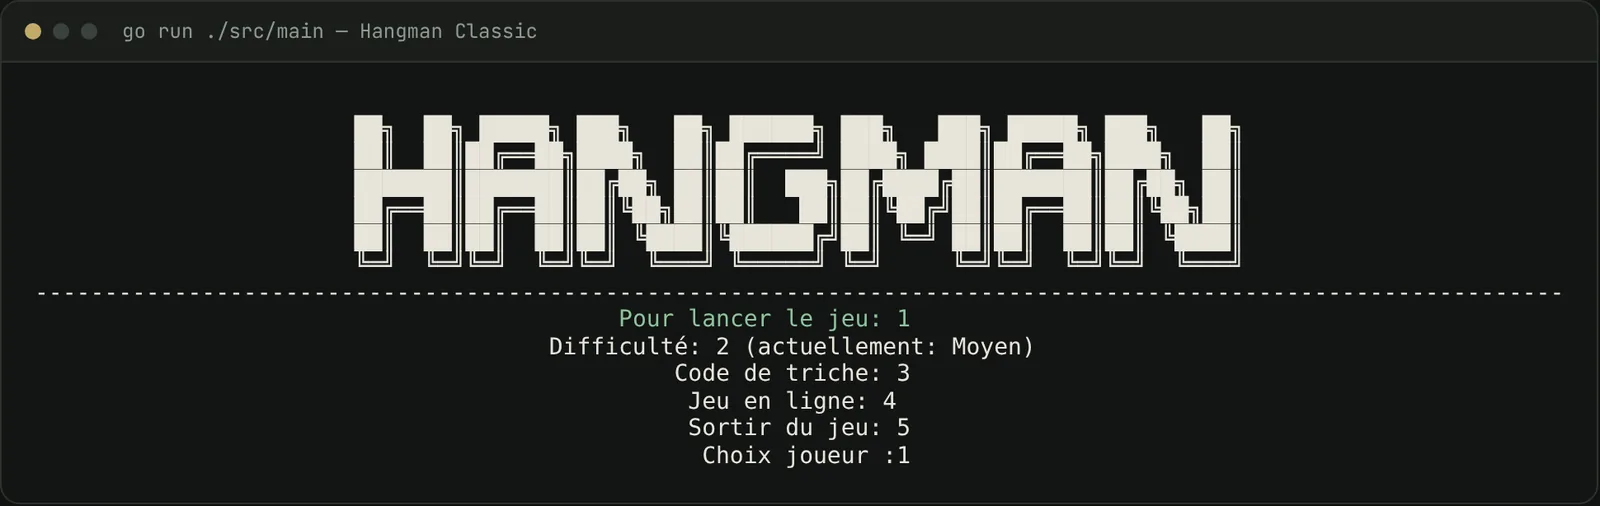 go run ./src/main — Hangman Classic
HANGMAN
Pour lancer le jeu: 1
Difficulté: 2 (actuellement: Moyen)
Code de triche: 3
Jeu en ligne: 4
Sortir du jeu: 5
Choix joueur :1